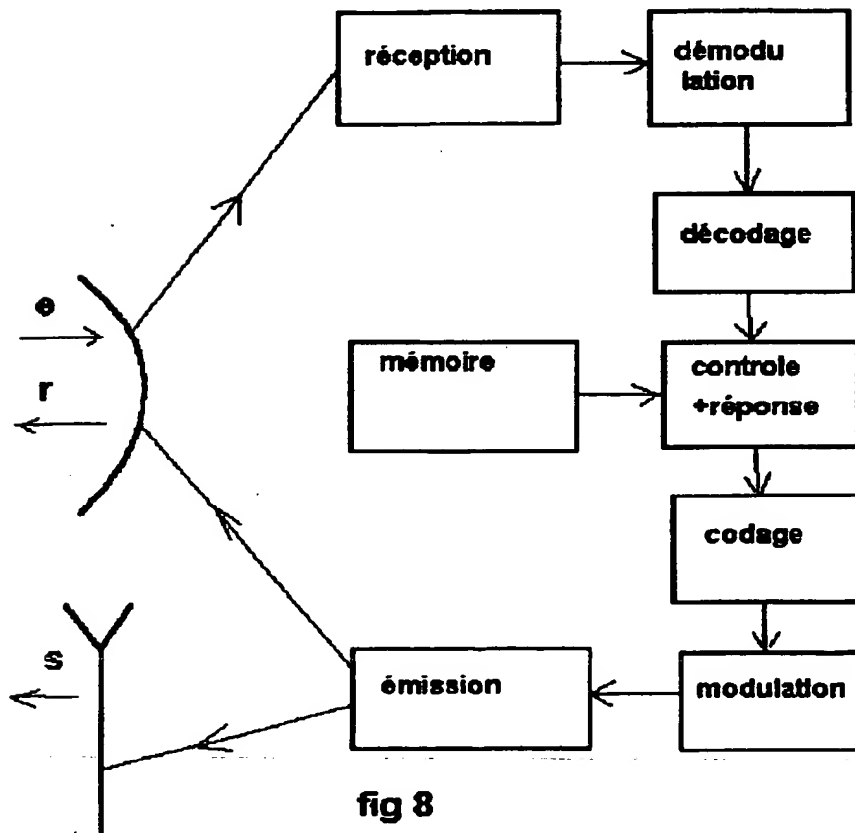 réception
démodu
lation
décodage
e
r
mémoire
controle
+réponse
codage
s
émission
modulation
fig 8